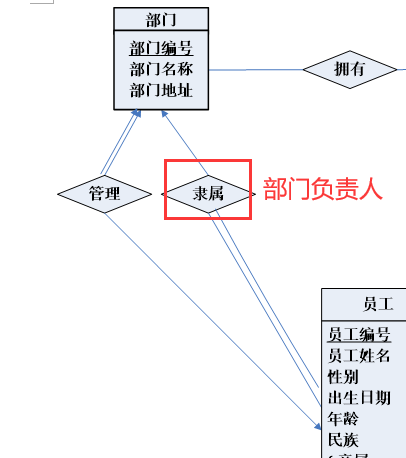 部门
部门编号
部门名称
部门地址
拥有
管理
隶属
部门负责人
员工
员工编号
员工姓名
性别
出生日期
年龄
民族